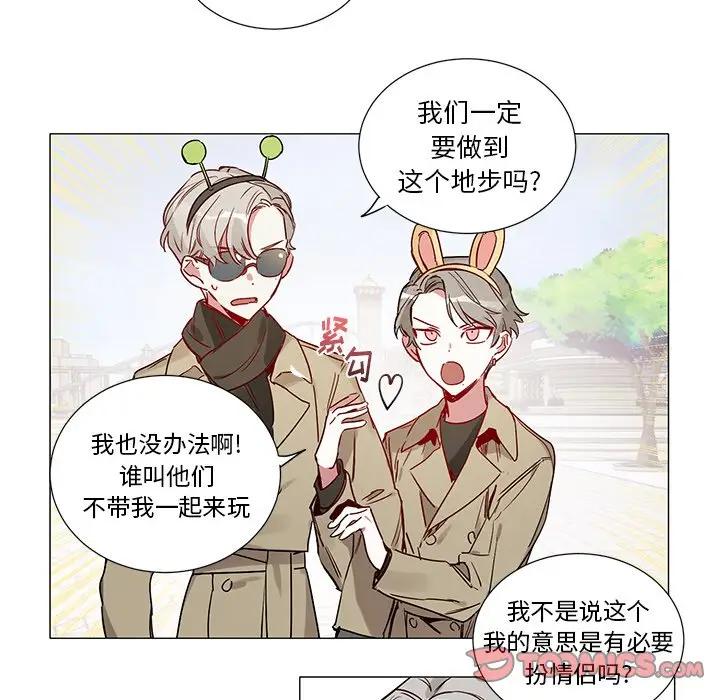 我们一定
要做到
这个地步吗?
紧
勾
我也没办法啊!
谁叫他们
不带我一起来玩
我不是说这个
我的意思是有必要
扮情侣吗?
TOOMICS.COM